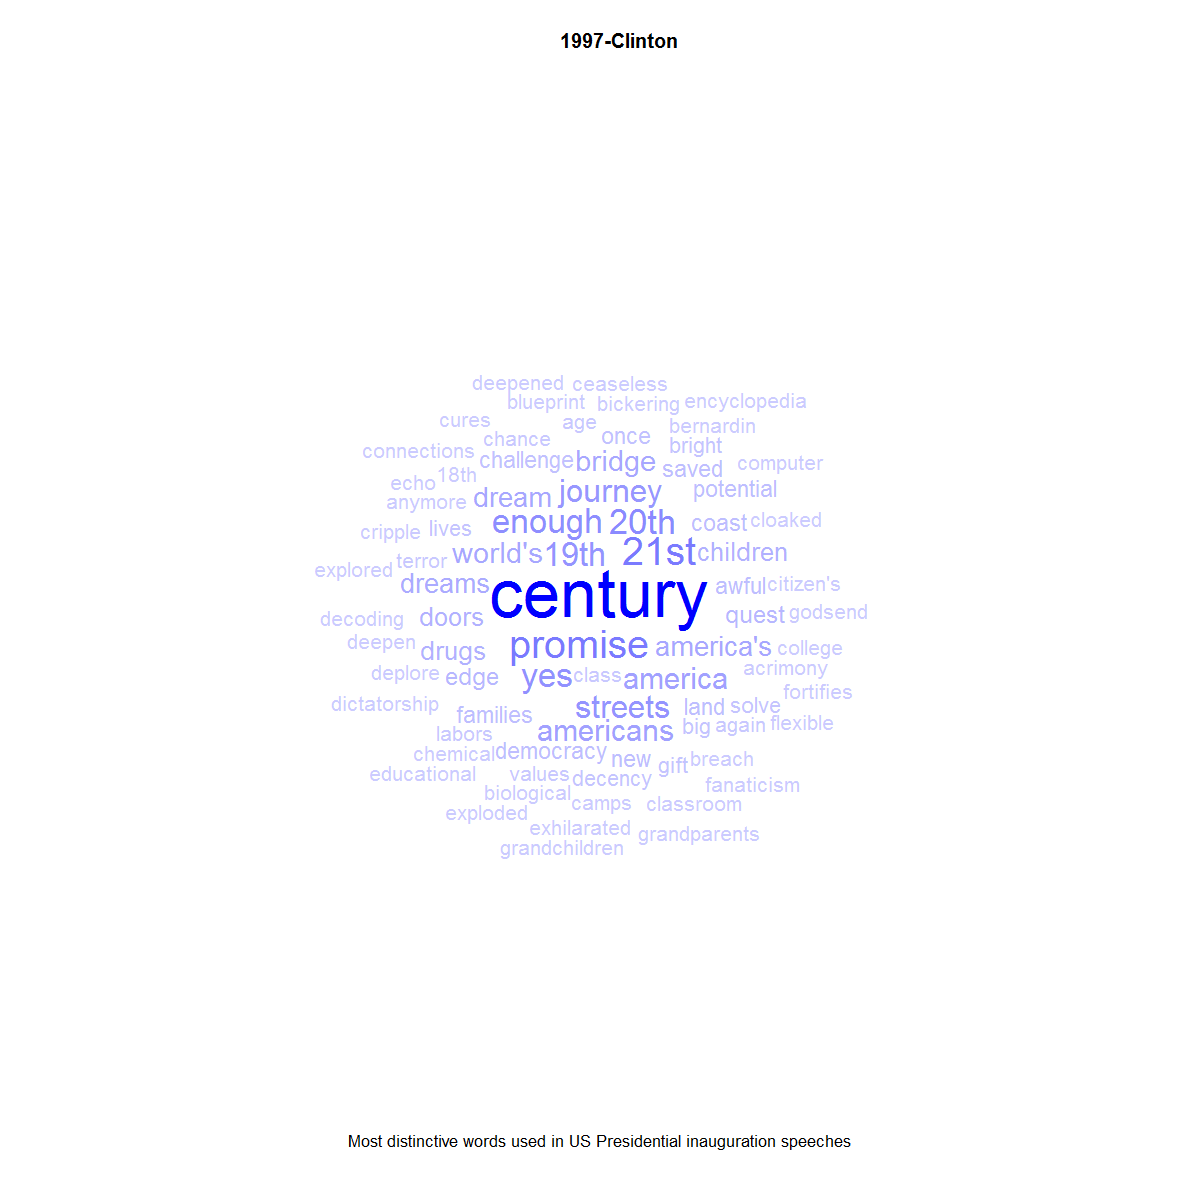 1997-Clinton
deepened ceaseless
blueprint bickering encyclopedia
cures age bernardin
connections chance once bright
challenge bridge saved computer
echo 18th
anymore dream journey potential
cripple lives enough 20th coast cloaked
explored terror world's 19th 21st children
dreams century awful citizen's
decoding doors quest godsend
deepen drugs promise america's college
deplore edge yes class america acrimony
dictatorship streets land solve fortifies
labors families americans big again flexible
chemical democracy new gift breach
educational values decency fanaticism
biological camps classroom
exploded exhilarated grandparents
grandchildren
Most distinctive words used in US Presidential inauguration speeches